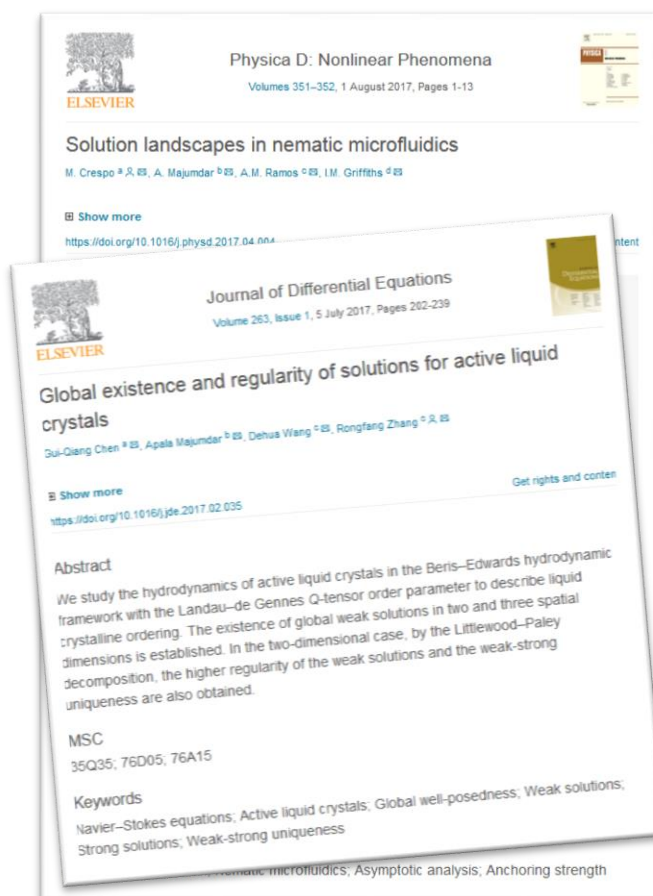 ELSEVIER
Physica D: Nonlinear Phenomena
Volumes 351–352, 1 August 2017, Pages 1-13
PHYSICA
Solution landscapes in nematic microfluidics
M. Crespo a, A. Majumdar b, A.M. Ramos c, I.M. Griffiths d
Show more
https://doi.org/10.1016/j.physd.2017.04.004
ntent
ELSEVIER
Journal of Differential Equations
Volume 263, Issue 1, 5 July 2017, Pages 202-239
Global existence and regularity of solutions for active liquid
crystals
Gui-Qiang Chen a, Apala Majumdar b, Dehua Wang c, Rongfang Zhang c
Show more
https://doi.org/10.1016/j.jde.2017.02.035
Get rights and conten
Abstract
We study the hydrodynamics of active liquid crystals in the Beris–Edwards hydrodynamic
framework with the Landau–de Gennes Q-tensor order parameter to describe liquid
crystalline ordering. The existence of global weak solutions in two and three spatial
dimensions is established. In the two-dimensional case, by the Littlewood–Paley
decomposition, the higher regularity of the weak solutions and the weak-strong
uniqueness are also obtained.
MSC
35Q35; 76D05; 76A15
Keywords
Navier–Stokes equations; Active liquid crystals; Global well-posedness; Weak solutions;
Strong solutions; Weak-strong uniqueness
; Nematic microfluidics; Asymptotic analysis; Anchoring strength